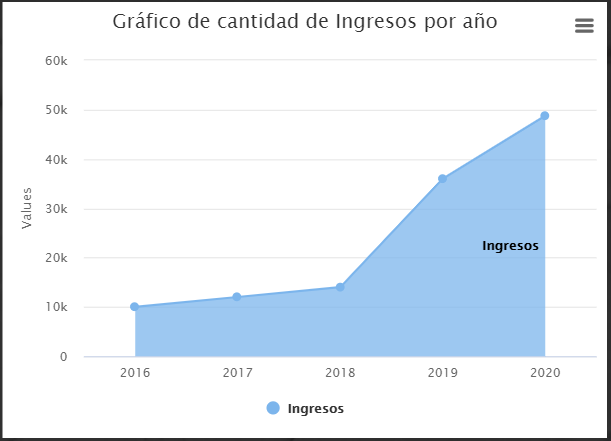 Gráfico de cantidad de Ingresos por año
60k
50k
40k
30k
20k
10k
0
Values
Ingresos
2016 2017 2018 2019 2020
Ingresos